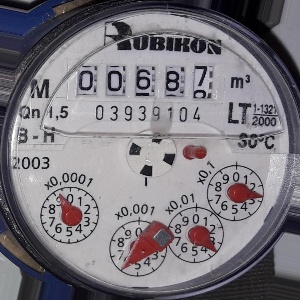 RUBIKON
M 00687 m³
Qn 1,5 03939104 LT 1-132/2000
B - H 30°C
2003
x0,0001 x0,1
x0,001 x0,01